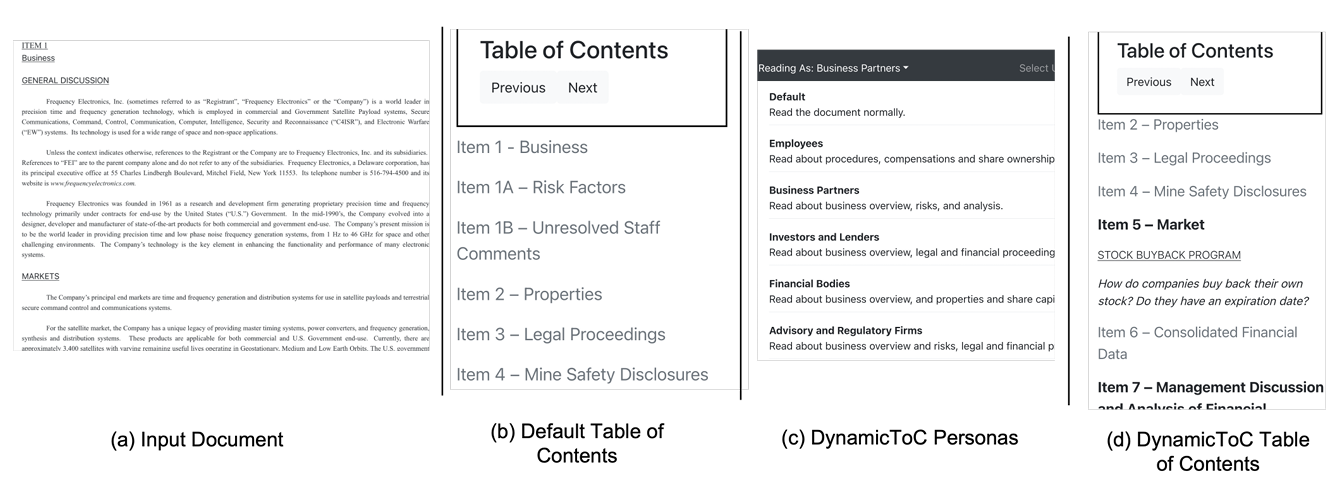 ITEM 1
Business
GENERAL DISCUSSION
Frequency Electronics, Inc. (sometimes referred to as “Registrant”, “Frequency Electronics” or the “Company”) is a world leader in
precision time and frequency generation technology, which is employed in commercial and Government Satellite Payload systems, Secure
Communications, Command, Control, Communication, Computer, Intelligence, Security and Reconnaissance (“C4ISR”), and Electronic Warfare
(“EW”) systems. Its technology is used for a wide range of space and non-space applications.
Unless the context indicates otherwise, references to the Registrant or the Company are to Frequency Electronics, Inc. and its subsidiaries.
References to “FEI” are to the parent company alone and do not refer to any of the subsidiaries. Frequency Electronics, a Delaware corporation, has
its principal executive office at 55 Charles Lindbergh Boulevard, Mitchel Field, New York 11553. Its telephone number is 516-794-4500 and its
website is www.frequencyelectronics.com.
Frequency Electronics was founded in 1961 as a research and development firm generating proprietary precision time and frequency
technology primarily under contracts for end-use by the United States (“U.S.”) Government. In the mid-1990’s, the Company evolved into a
designer, developer and manufacturer of state-of-the-art products for both commercial and government end-use. The Company’s present mission is
to be the world leader in providing precision time and low phase noise frequency generation systems, from 1 Hz to 46 GHz for space and other
challenging environments. The Company’s technology is the key element in enhancing the functionality and performance of many electronic
systems.
MARKETS
The Company’s principal end markets are time and frequency generation and distribution systems for use in satellite payloads and terrestrial
secure command control and communications systems.
For the satellite market, the Company has a unique legacy of providing master timing systems, power converters, and frequency generation,
synthesis and distribution systems. These products are applicable for both commercial and U.S. Government end-use. Currently, there are
approximately 3,400 satellites with varying remaining useful lives operating in Geostationary, Medium and Low Earth Orbits. The U.S. government
(a) Input Document
Table of Contents
Previous Next
Item 1 - Business
Item 1A – Risk Factors
Item 1B – Unresolved Staff
Comments
Item 2 – Properties
Item 3 – Legal Proceedings
Item 4 – Mine Safety Disclosures
(b) Default Table of
Contents
Reading As: Business Partners Select
Default
Read the document normally.
Employees
Read about procedures, compensations and share ownership
Business Partners
Read about business overview, risks, and analysis.
Investors and Lenders
Read about business overview, legal and financial proceeding
Financial Bodies
Read about business overview, and properties and share capi
Advisory and Regulatory Firms
Read about business overview and risks, legal and financial p
(c) DynamicToC Personas
Table of Contents
Previous Next
Item 2 – Properties
Item 3 – Legal Proceedings
Item 4 – Mine Safety Disclosures
Item 5 – Market
STOCK BUYBACK PROGRAM
How do companies buy back their own
stock? Do they have an expiration date?
Item 6 – Consolidated Financial
Data
Item 7 – Management Discussion
and Analysis of Financial
(d) DynamicToC Table
of Contents